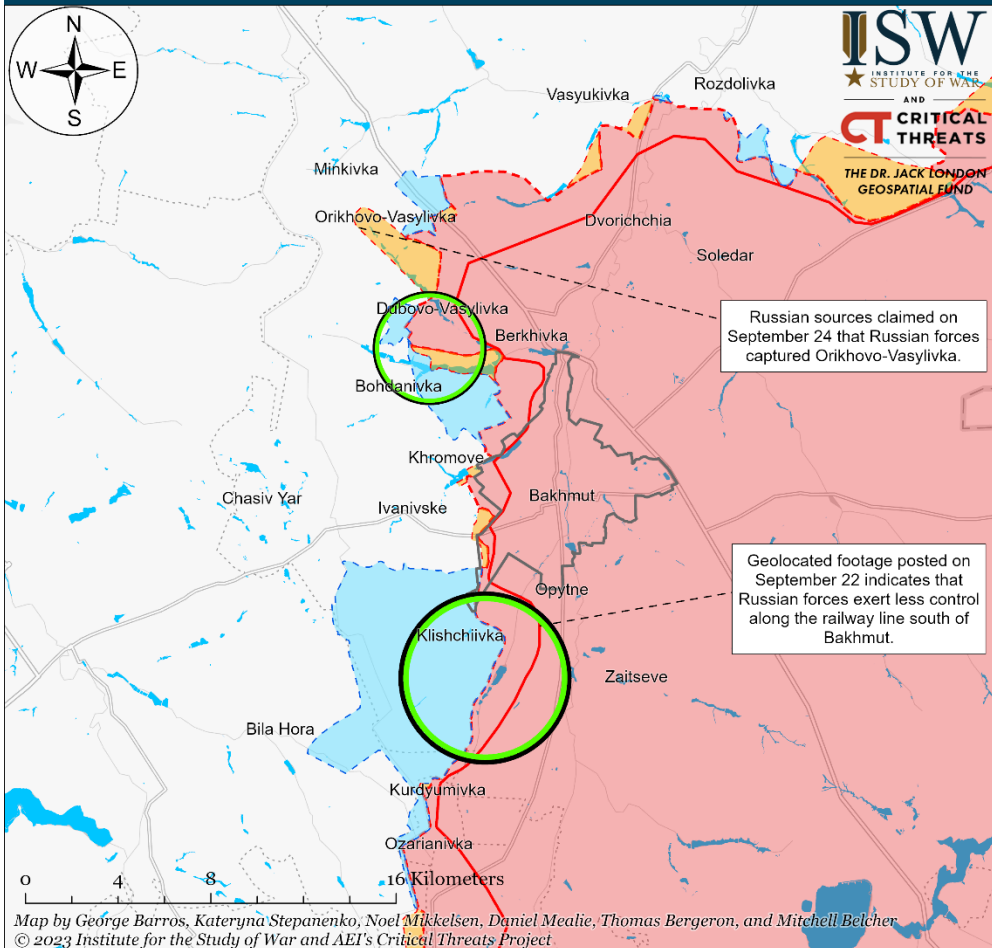 N
W E
S
ISW
INSTITUTE FOR THE
STUDY OF WAR
AND
CT CRITICAL
THREATS
THE DR. JACK LONDON
GEOSPATIAL FUND
Rozdolivka
Vasyukivka
Minkivka
Orikhovo-Vasylivka
Dvorichchia
Soledar
Dubovo-Vasylivka
Berkhivka
Russian sources claimed on
September 24 that Russian forces
captured Orikhovo-Vasylivka.
Bohdanivka
Khromove
Chasiv Yar
Bakhmut
Ivanivske
Geolocated footage posted on
September 22 indicates that
Russian forces exert less control
along the railway line south of
Bakhmut.
Opytne
Klishchiivka
Zaitseve
Bila Hora
Kurdyumivka
Ozarianivka
0 4 8 16 Kilometers
Map by George Barros, Kateryna Stepanenko, Noel Mikkelsen, Daniel Mealie, Thomas Bergeron, and Mitchell Belcher
© 2023 Institute for the Study of War and AEI's Critical Threats Project